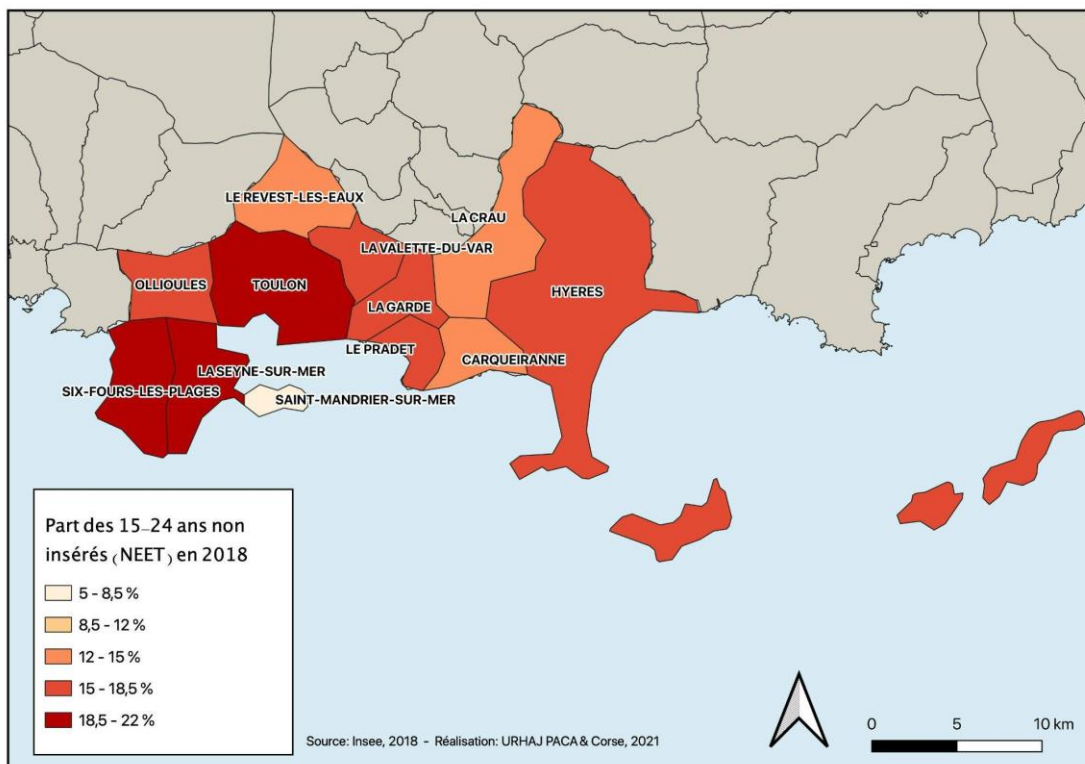 LE REVEST-LES-EAUX
LA CRAU
LA VALETTE-DU-VAR
OLLIOULES
TOULON
HYERES
LA GARDE
LE PRADET
CARQUEIRANNE
LA SEYNE-SUR-MER
SIX-FOURS-LES-PLAGES
SAINT-MANDRIER-SUR-MER
Part des 15-24 ans non
insérés (NEET) en 2018
5 - 8,5 %
8,5 - 12 %
12 - 15 %
15 - 18,5 %
18,5 - 22 %
Source: Insee, 2018 - Réalisation: URHAJ PACA & Corse, 2021
0 5 10 km